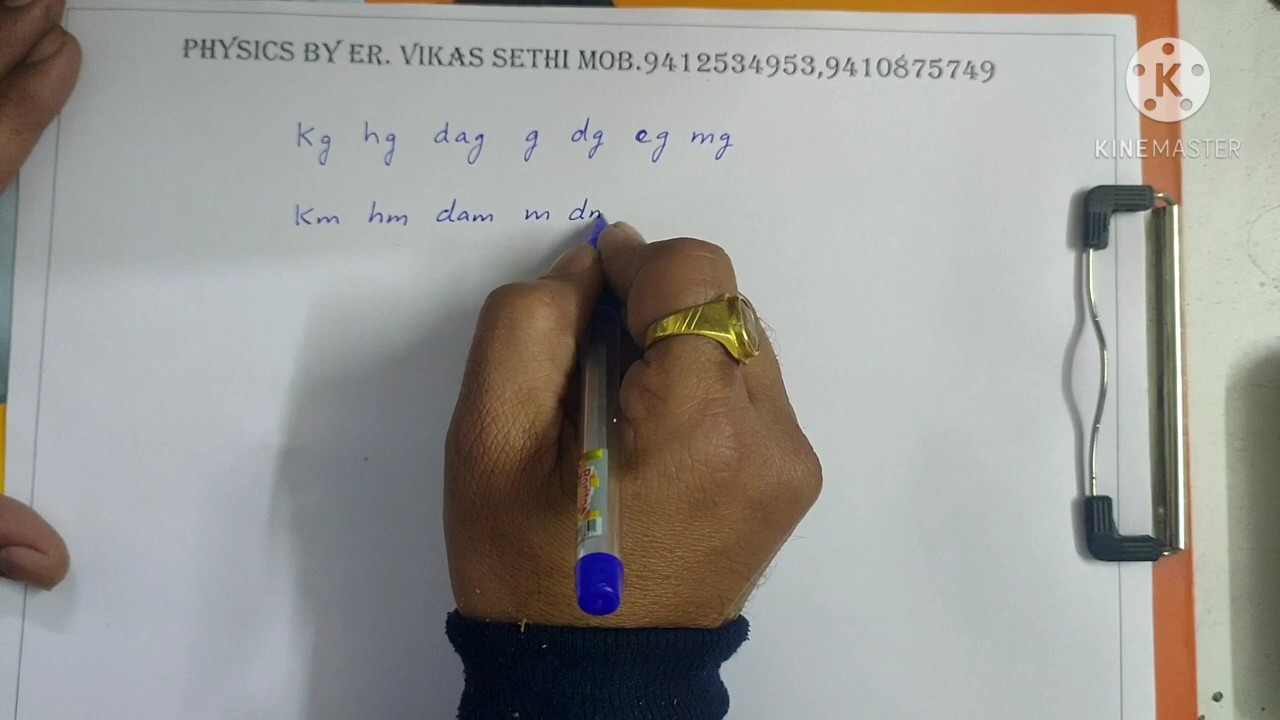 PHYSICS BY ER. VIKAS SETHI MOB.9412534953,9410875749
K
KINEMASTER
Kg hg dag g dg cg mg
Km hm dam m